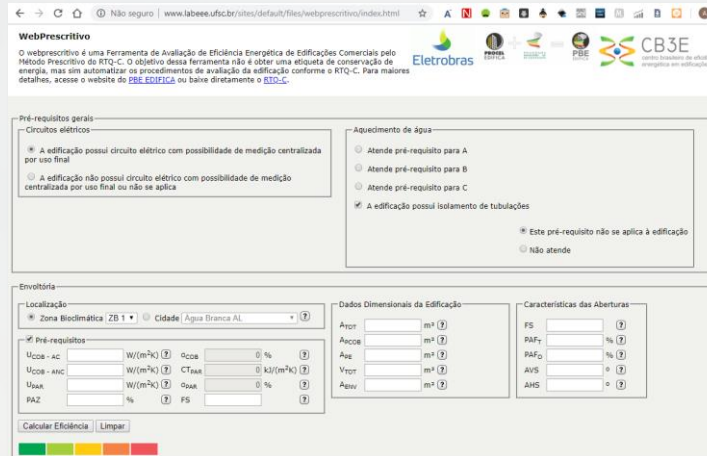 Não seguro | www.labeee.ufsc.br/sites/default/files/webprescritivo/index.html
WebPrescritivo
O webprescritivo é uma Ferramenta de Avaliação de Eficiência Energética de Edificações Comerciais pelo
Método Prescritivo do RTQ-C. O objetivo dessa ferramenta não é obter uma etiqueta de conservação de
energia, mas sim automatizar os procedimentos de avaliação da edificação conforme o RTQ-C. Para maiores
detalhes, acesse o website do PBE EDIFICA ou baixe diretamente o RTQ-C.
Eletrobras
PROCEL
EDIFICA
PBE
CB3E
centro brasileiro de
energética em
Pré-requisitos gerais
Circuitos elétricos
A edificação possui circuito elétrico com possibilidade de medição centralizada
por uso final
A edificação não possui circuito elétrico com possibilidade de medição
centralizada por uso final ou não se aplica
Aquecimento de água
Atende pré-requisito para A
Atende pré-requisito para B
Atende pré-requisito para C
A edificação possui isolamento de tubulações
Este pré-requisito não se aplica à edificação
Não atende
Envoltória
Localização
Zona Bioclimática ZB 1 Cidade Água Branca AL ?
Pré-requisitos
UCOB - AC W/(m²K) ? αCOB 0 % ?
UCOB - ANC W/(m²K) ? CTPAR 0 kJ/(m²K) ?
UPAR W/(m²K) ? αPAR 0 % ?
PAZ % ? FS ?
Dados Dimensionais da Edificação
ATOT m² ?
APCOB m² ?
APE m² ?
VTOT m³ ?
AENV m² ?
Características das Aberturas
FS ?
PAFT % ?
PAFO % ?
AVS º ?
AHS º ?
Calcular Eficiência Limpar